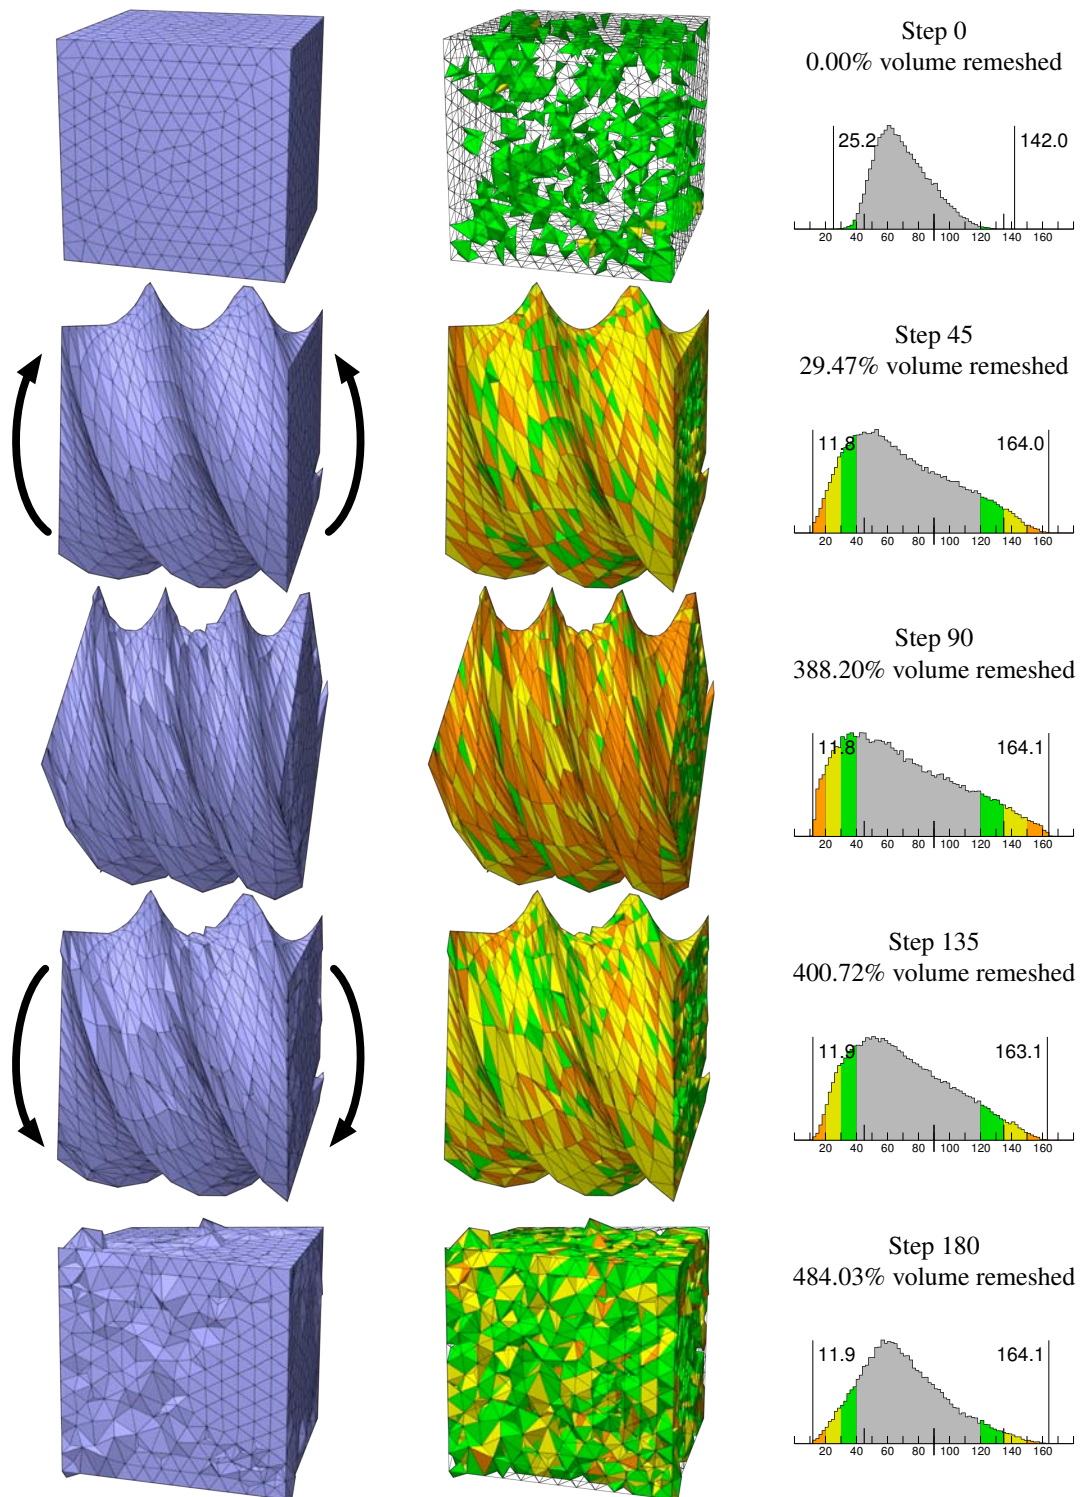 Step 0
0.00% volume remeshed
25.2 142.0
20 40 60 80 100 120 140 160
Step 45
29.47% volume remeshed
11.8 164.0
20 40 60 80 100 120 140 160
Step 90
388.20% volume remeshed
11.8 164.1
20 40 60 80 100 120 140 160
Step 135
400.72% volume remeshed
11.9 163.1
20 40 60 80 100 120 140 160
Step 180
484.03% volume remeshed
11.9 164.1
20 40 60 80 100 120 140 160